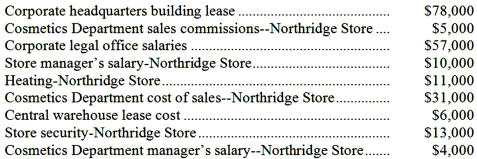 Corporate headquarters building lease ........................................ $78,000
Cosmetics Department sales commissions--Northridge Store .... $5,000
Corporate legal office salaries ..................................................... $57,000
Store manager's salary-Northridge Store..................................... $10,000
Heating-Northridge Store............................................................. $11,000
Cosmetics Department cost of sales--Northridge Store............... $31,000
Central warehouse lease cost ....................................................... $6,000
Store security-Northridge Store ................................................... $13,000
Cosmetics Department manager's salary--Northridge Store....... $4,000